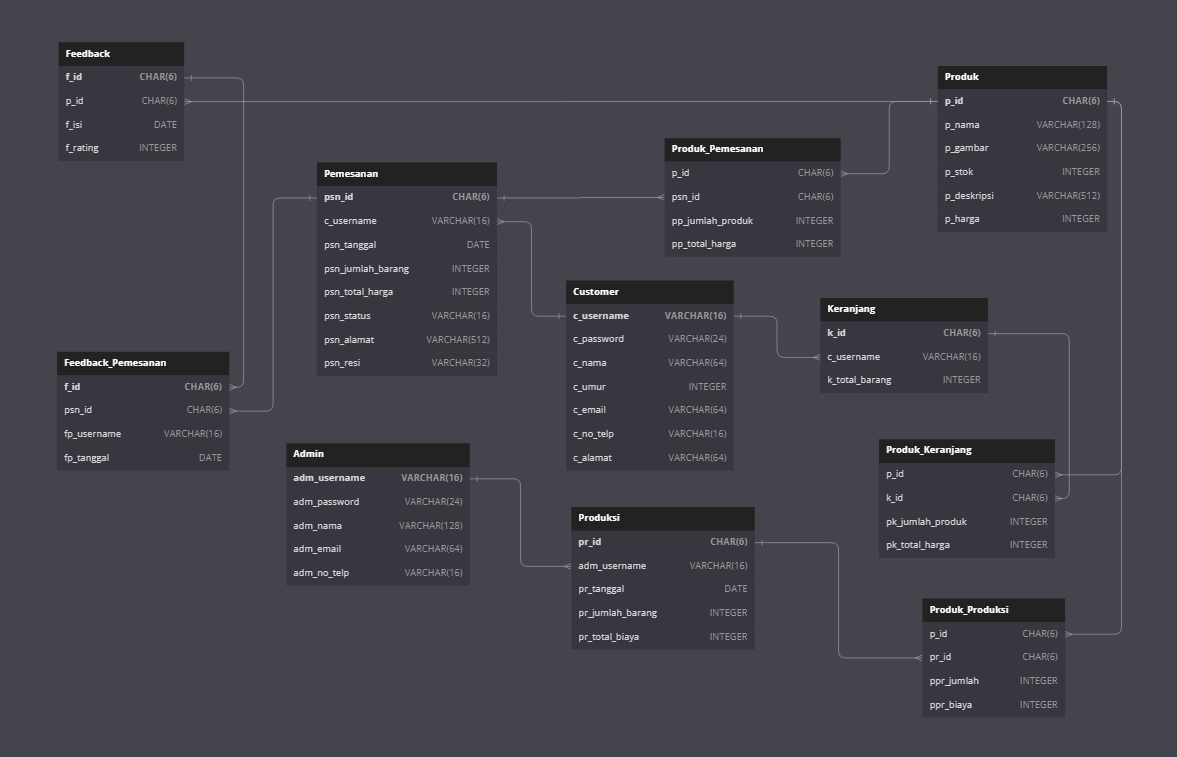 Feedback
f_id CHAR(6)
p_id CHAR(6)
f_isi DATE
f_rating INTEGER
Produk
p_id CHAR(6)
p_nama VARCHAR(128)
p_gambar VARCHAR(256)
p_stok INTEGER
p_deskripsi VARCHAR(512)
p_harga INTEGER
Produk_Pemesanan
p_id CHAR(6)
psn_id CHAR(6)
pp_jumlah_produk INTEGER
pp_total_harga INTEGER
Pemesanan
psn_id CHAR(6)
c_username VARCHAR(16)
psn_tanggal DATE
psn_jumlah_barang INTEGER
psn_total_harga INTEGER
psn_status VARCHAR(16)
psn_alamat VARCHAR(512)
psn_resi VARCHAR(32)
Customer
c_username VARCHAR(16)
c_password VARCHAR(24)
c_nama VARCHAR(64)
c_umur INTEGER
c_email VARCHAR(64)
c_no_telp VARCHAR(16)
c_alamat VARCHAR(64)
Keranjang
k_id CHAR(6)
c_username VARCHAR(16)
k_total_barang INTEGER
Feedback_Pemesanan
f_id CHAR(6)
psn_id CHAR(6)
fp_username VARCHAR(16)
fp_tanggal DATE
Admin
adm_username VARCHAR(16)
adm_password VARCHAR(24)
adm_nama VARCHAR(128)
adm_email VARCHAR(64)
adm_no_telp VARCHAR(16)
Produk_Keranjang
p_id CHAR(6)
k_id CHAR(6)
pk_jumlah_produk INTEGER
pk_total_harga INTEGER
Produksi
pr_id CHAR(6)
adm_username VARCHAR(16)
pr_tanggal DATE
pr_jumlah_barang INTEGER
pr_total_biaya INTEGER
Produk_Produksi
p_id CHAR(6)
pr_id CHAR(6)
ppr_jumlah INTEGER
ppr_biaya INTEGER